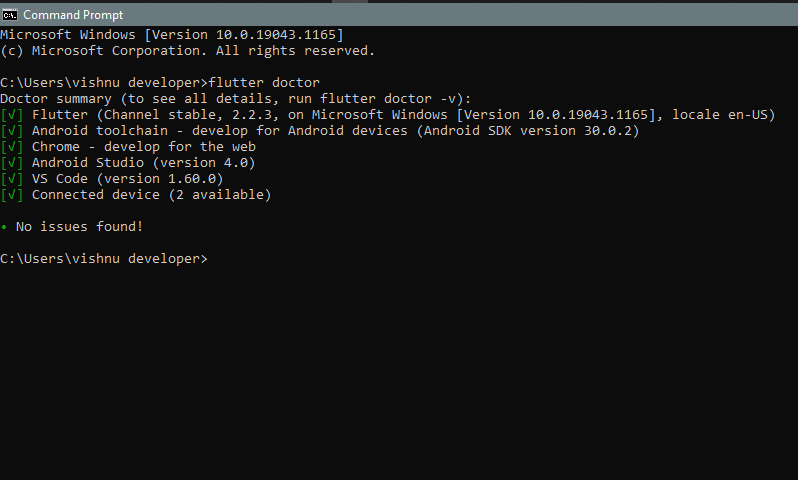 Command Prompt
Microsoft Windows [Version 10.0.19043.1165]
(c) Microsoft Corporation. All rights reserved.
C:\Users\vishnu developer>flutter doctor
Doctor summary (to see all details, run flutter doctor -v):
[√] Flutter (Channel stable, 2.2.3, on Microsoft Windows [Version 10.0.19043.1165], locale en-US)
[√] Android toolchain - develop for Android devices (Android SDK version 30.0.2)
[√] Chrome - develop for the web
[√] Android Studio (version 4.0)
[√] VS Code (version 1.60.0)
[√] Connected device (2 available)
• No issues found!
C:\Users\vishnu developer>